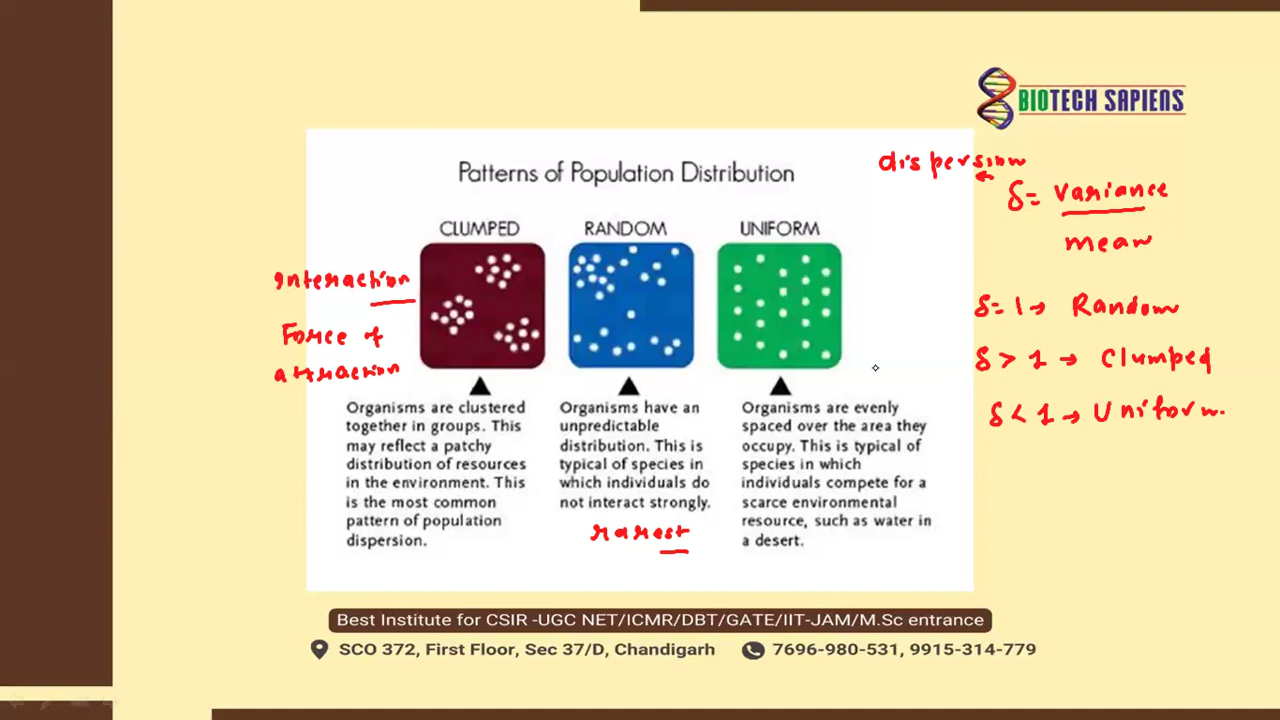 BIOTECH SAPIENS
Patterns of Population Distribution
dispersion
δ = variance
mean
CLUMPED
RANDOM
UNIFORM
Interaction
Force of
attraction
δ = 1 → Random
δ > 1 → Clumped
δ < 1 → Uniform.
Organisms are clustered
together in groups. This
may reflect a patchy
distribution of resources
in the environment. This
is the most common
pattern of population
dispersion.
Organisms have an
unpredictable
distribution. This is
typical of species in
which individuals do
not interact strongly.
rarest
Organisms are evenly
spaced over the area they
occupy. This is typical of
species in which
individuals compete for a
scarce environmental
resource, such as water in
a desert.
Best Institute for CSIR -UGC NET/ICMR/DBT/GATE/IIT-JAM/M.Sc entrance
SCO 372, First Floor, Sec 37/D, Chandigarh
7696-980-531, 9915-314-779